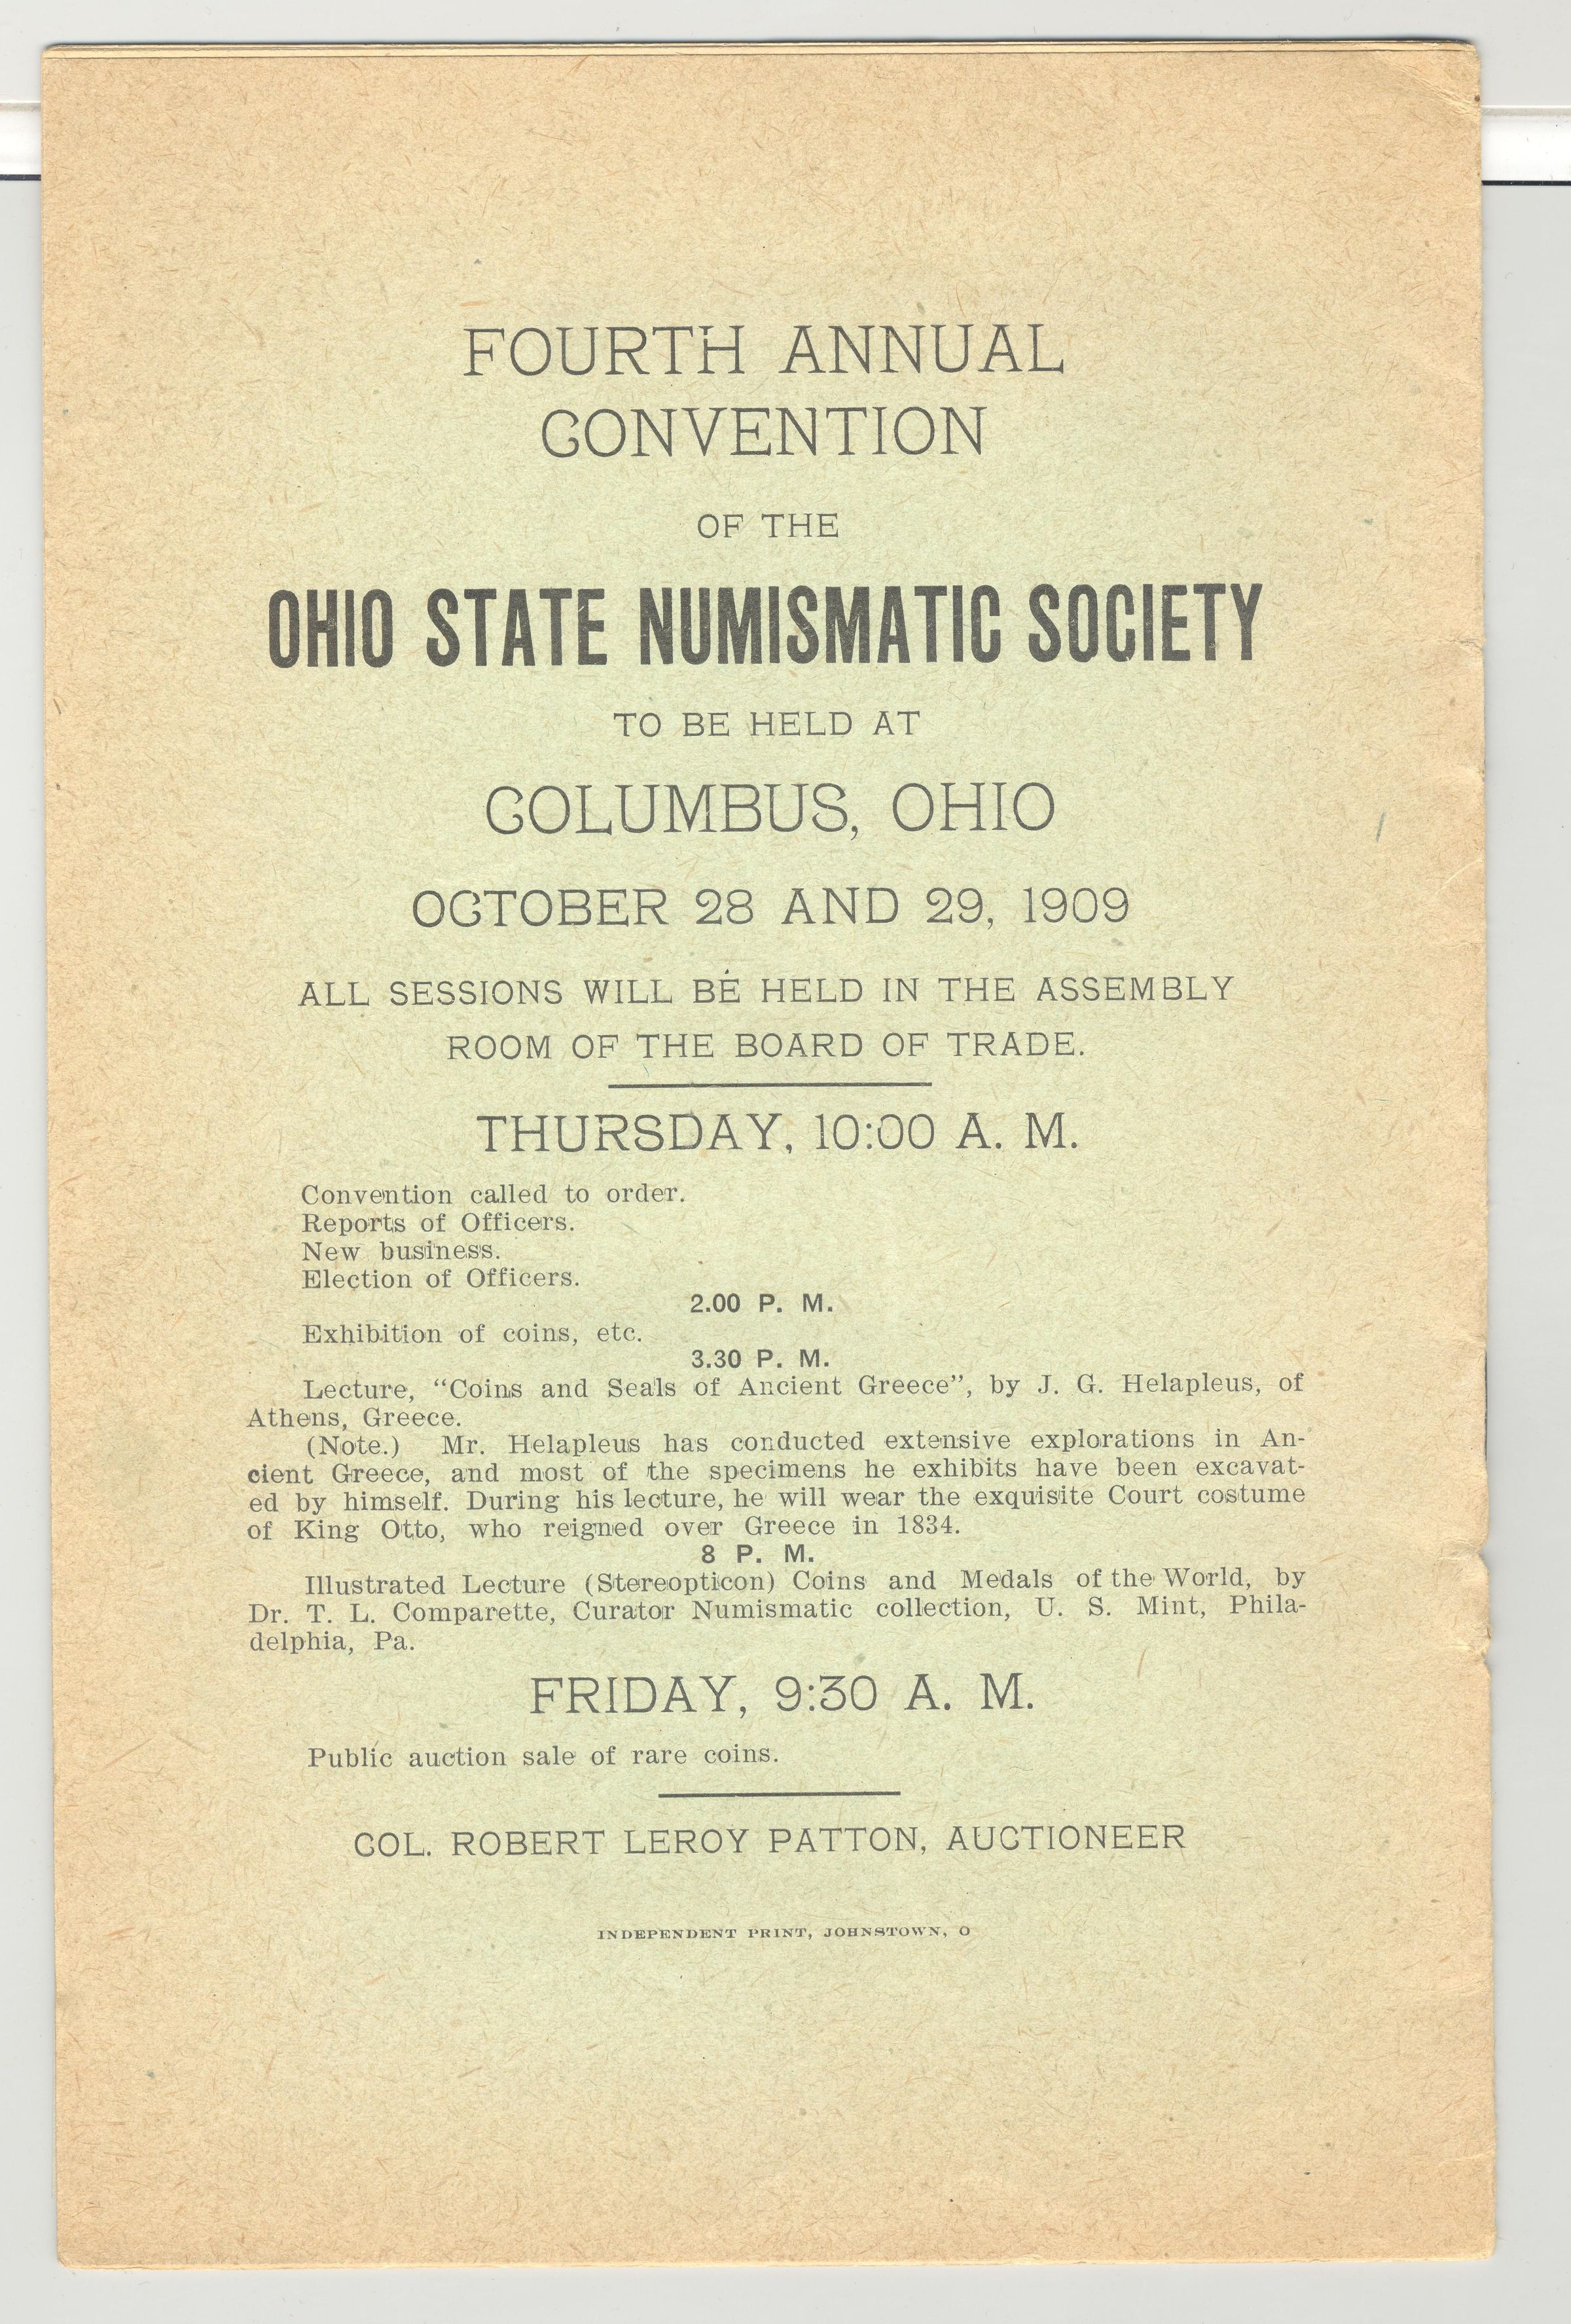 FOURTH ANNUAL
CONVENTION
OF THE
OHIO STATE NUMISMATIC SOCIETY
TO BE HELD AT
COLUMBUS, OHIO
OCTOBER 28 AND 29, 1909
ALL SESSIONS WILL BE HELD IN THE ASSEMBLY
ROOM OF THE BOARD OF TRADE.
THURSDAY, 10:00 A. M.
Convention called to order.
Reports of Officers.
New business.
Election of Officers.
2.00 P. M.
Exhibition of coins, etc.
3.30 P. M.
Lecture, “Coins and Seals of Ancient Greece”, by J. G. Helapleus, of
Athens, Greece.
(Note.) Mr. Helapleus has conducted extensive explorations in An-
cient Greece, and most of the specimens he exhibits have been excavat-
ed by himself. During his lecture, he will wear the exquisite Court costume
of King Otto, who reigned over Greece in 1834.
8 P. M.
Illustrated Lecture (Stereopticon) Coins and Medals of the World, by
Dr. T. L. Comparette, Curator Numismatic collection, U. S. Mint, Phila-
delphia, Pa.
FRIDAY, 9:30 A. M.
Public auction sale of rare coins.
COL. ROBERT LEROY PATTON, AUCTIONEER
INDEPENDENT PRINT, JOHNSTOWN, O